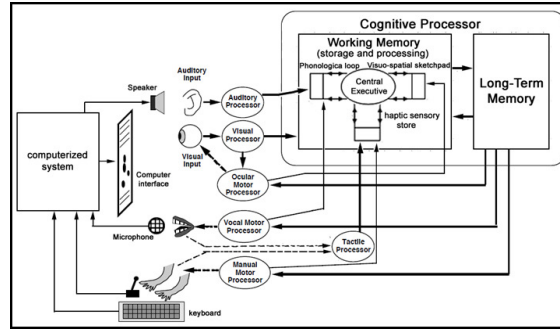 Cognitive Processor
Working Memory
(storage and processing)
Phonologica loop
Visuo-spatial sketchpad
Central
Executive
haptic sensory
store
Long-Term
Memory
Auditory
Input
Speaker
Auditory
Processor
Visual
Processor
Visual
Input
computerized
system
Computer
interface
Ocular
Motor
Processor
Microphone
Vocal Motor
Processor
Tactile
Processor
Manual
Motor
Processor
keyboard